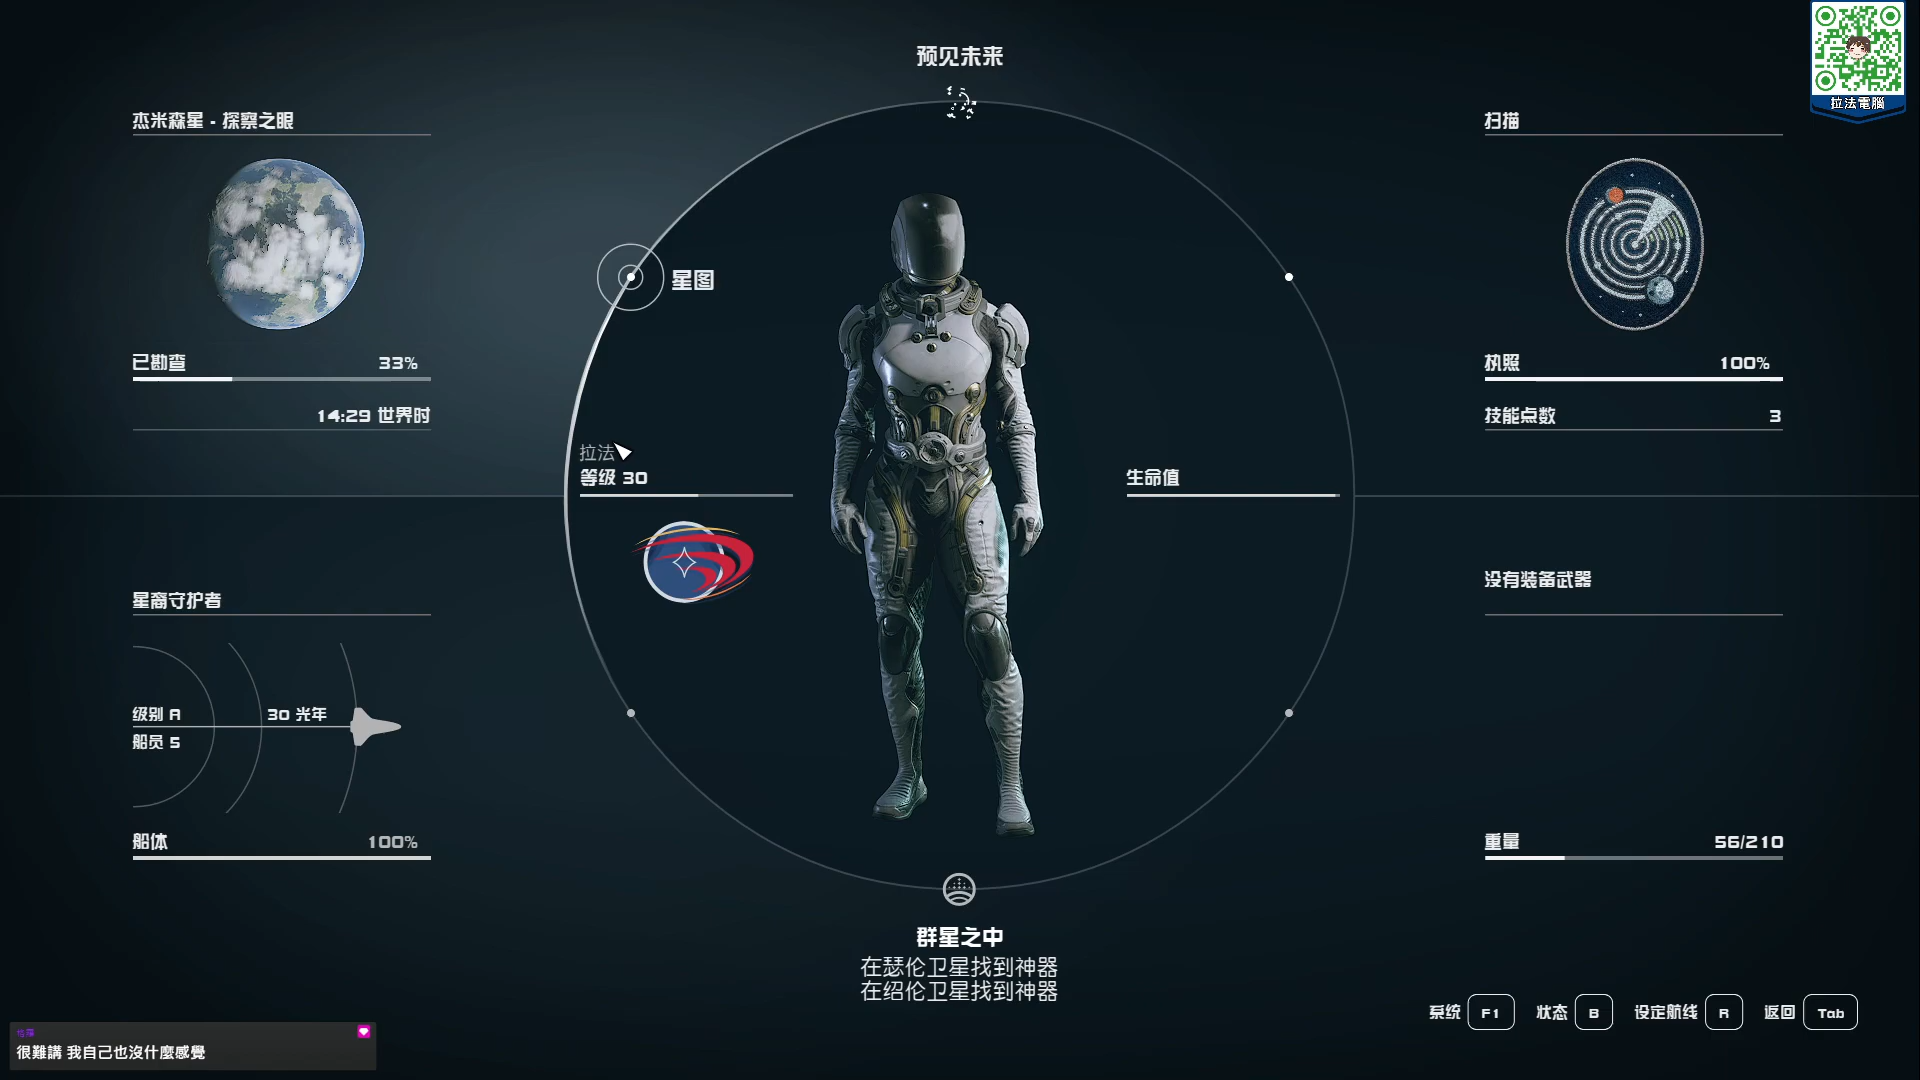 预见未来
拉法電腦
杰米森星 - 探察之眼
扫描
星图
已勘查 33%
执照 100%
14:29 世界时
技能点数 3
拉法
等级 30
生命值
没有装备武器
星裔守护者
级别 A
30 光年
船员 5
船体 100%
重量 56/210
群星之中
在瑟伦卫星找到神器
在绍伦卫星找到神器
系统 F1 状态 B 设定航线 R 返回 Tab
很難講 我自己也沒什麼感覺